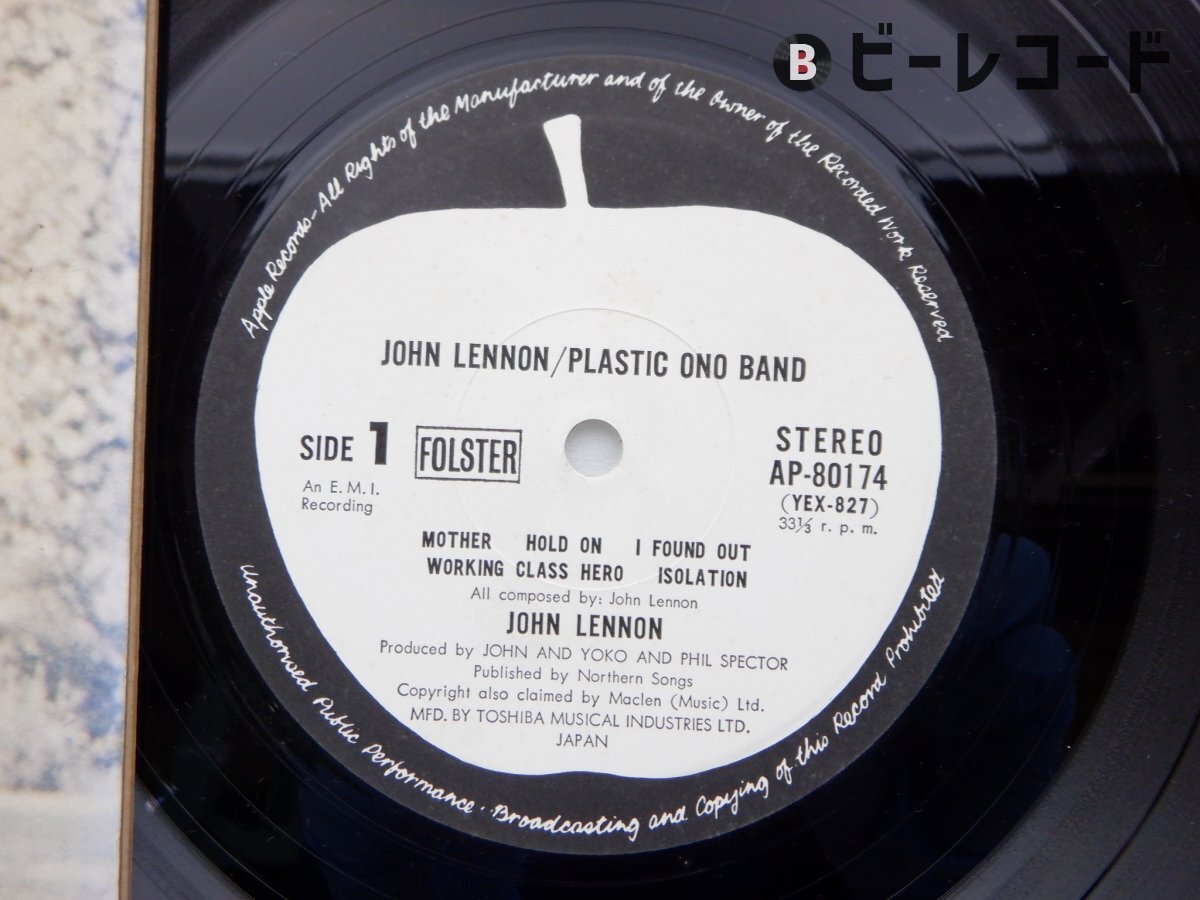 B ビーレコード
Apple Records - All Rights of the Manufacturer and of the Owner of the Recorded Work Reserved
JOHN LENNON/PLASTIC ONO BAND
SIDE 1
FOLSTER
STEREO
AP-80174
(YEX-827)
33⅓ r. p. m.
An E. M. I.
Recording
MOTHER HOLD ON I FOUND OUT
WORKING CLASS HERO ISOLATION
All composed by: John Lennon
JOHN LENNON
Produced by JOHN AND YOKO AND PHIL SPECTOR
Published by Northern Songs
Copyright also claimed by Maclen (Music) Ltd.
MFD. BY TOSHIBA MUSICAL INDUSTRIES LTD.
JAPAN
Unauthorised Public Performance · Broadcasting and Copying of this Record Prohibited